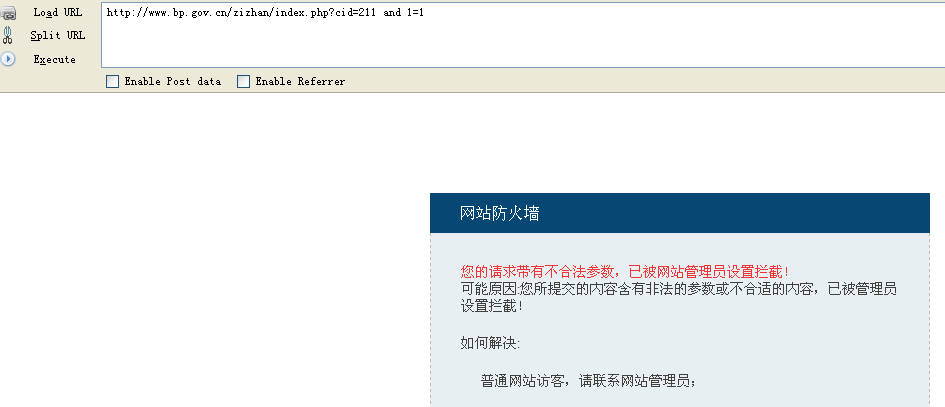 Load URL
http://www.bp.gov.cn/zizhan/index.php?cid=211 and 1=1
Split URL
Execute
Enable Post data
Enable Referrer
网站防火墙
您的请求带有不合法参数，已被网站管理员设置拦截！
可能原因:您所提交的内容含有非法的参数或不合适的内容，已被管理员
设置拦截！
如何解决:
普通网站访客，请联系网站管理员；